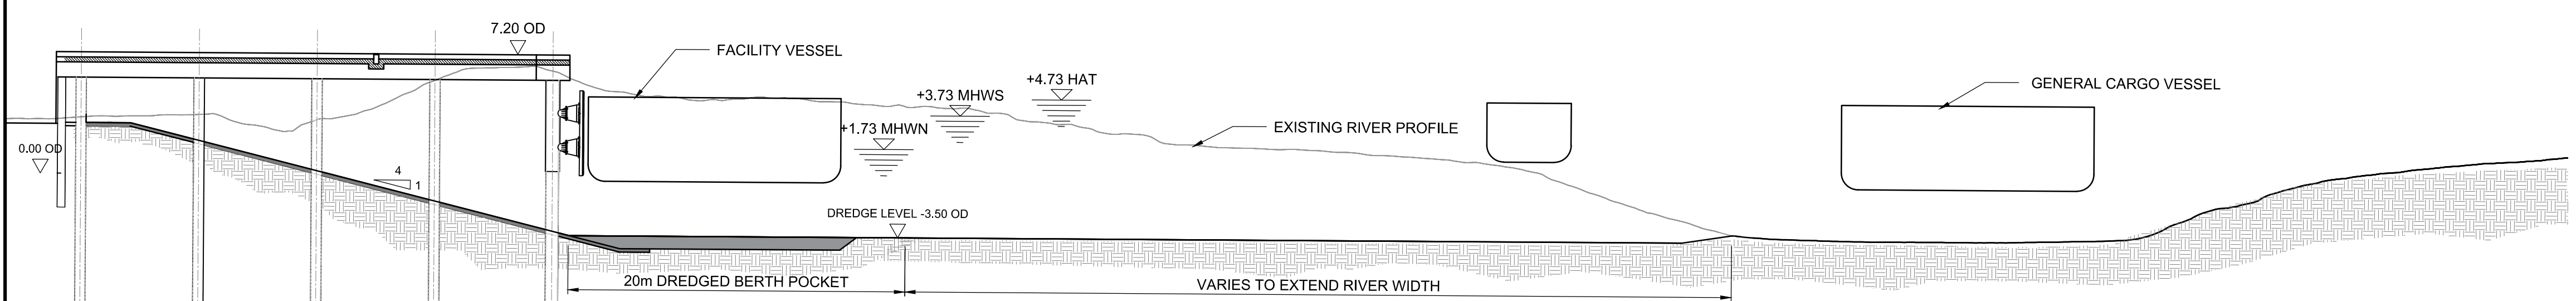 7.20 OD
FACILITY VESSEL
+4.73 HAT
GENERAL CARGO VESSEL
+3.73 MHWS
+1.73 MHWN
EXISTING RIVER PROFILE
0.00 OD
4
1
DREDGE LEVEL -3.50 OD
20m DREDGED BERTH POCKET
VARIES TO EXTEND RIVER WIDTH